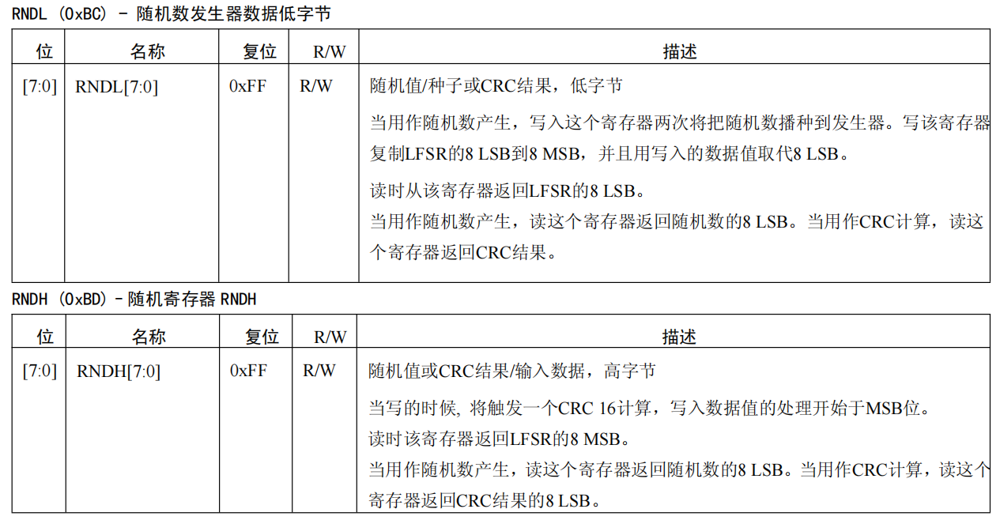 RNDL (0xBC) - 随机数发生器数据低字节
位 名称 复位 R/W 描述
[7:0] RNDL[7:0] 0xFF R/W 随机值/种子或CRC结果，低字节
当用作随机数产生，写入这个寄存器两次将把随机数播种到发生器。写该寄存器
复制LFSR的8 LSB到8 MSB，并且用写入的数据值取代8 LSB。
读时从该寄存器返回LFSR的8 LSB。
当用作随机数产生，读这个寄存器返回随机数的8 LSB。当用作CRC计算，读这
个寄存器返回CRC结果。
RNDH (0xBD) - 随机寄存器 RNDH
位 名称 复位 R/W 描述
[7:0] RNDH[7:0] 0xFF R/W 随机值或CRC结果/输入数据，高字节
当写的时候, 将触发一个CRC 16计算，写入数据值的处理开始于MSB位。
读时该寄存器返回LFSR的8 MSB。
当用作随机数产生，读这个寄存器返回随机数的8 LSB。当用作CRC计算，读这个
寄存器返回CRC结果的8 LSB。